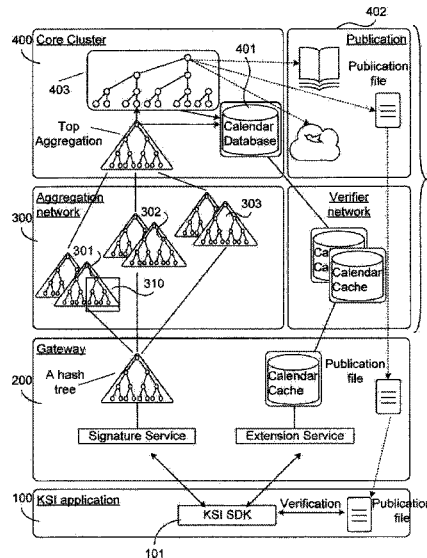 402
400
Core Cluster
401
Publication
403
Publication
file
Top
Aggregation
Calendar
Database
Aggregation
network
300
302
303
301
310
Verifier
network
Ca
Ca
Calendar
Cache
Gateway
200
A hash
tree
Calendar
Cache
Publication
file
Signature Service
Extension Service
100
KSI application
KSI SDK
Verification
Publication
file
101